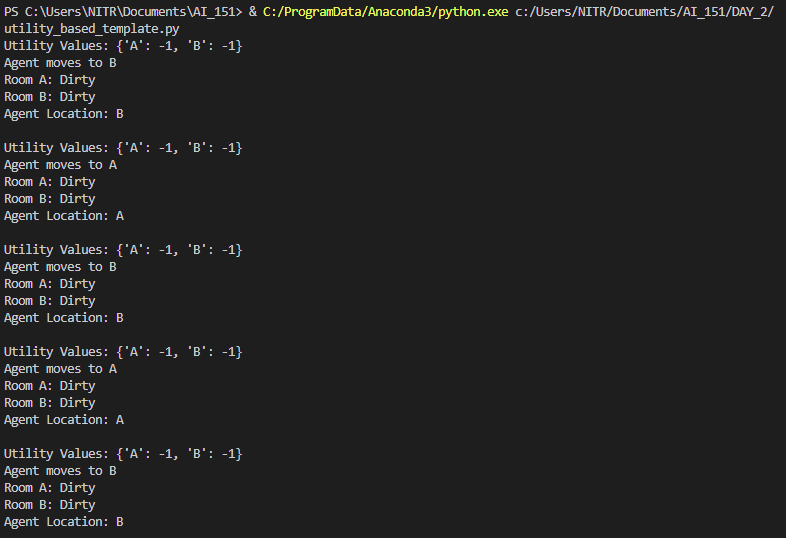 PS C:\Users\NITR\Documents\AI_151> & C:/ProgramData/Anaconda3/python.exe c:/Users/NITR/Documents/AI_151/DAY_2/
utility_based_template.py
Utility Values: {'A': -1, 'B': -1}
Agent moves to B
Room A: Dirty
Room B: Dirty
Agent Location: B

Utility Values: {'A': -1, 'B': -1}
Agent moves to A
Room A: Dirty
Room B: Dirty
Agent Location: A

Utility Values: {'A': -1, 'B': -1}
Agent moves to B
Room A: Dirty
Room B: Dirty
Agent Location: B

Utility Values: {'A': -1, 'B': -1}
Agent moves to A
Room A: Dirty
Room B: Dirty
Agent Location: A

Utility Values: {'A': -1, 'B': -1}
Agent moves to B
Room A: Dirty
Room B: Dirty
Agent Location: B